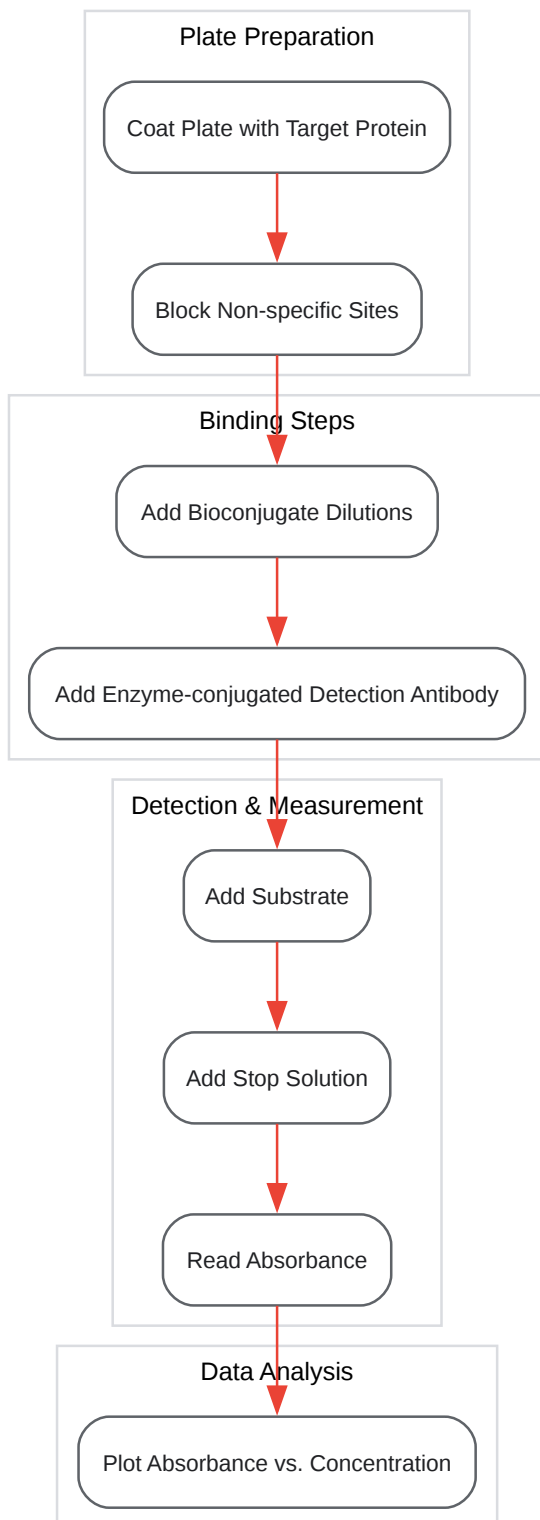 Plate Preparation
Coat Plate with Target Protein
Block Non-specific Sites
Binding Steps
Add Bioconjugate Dilutions
Add Enzyme-conjugated Detection Antibody
Detection & Measurement
Add Substrate
Add Stop Solution
Read Absorbance
Data Analysis
Plot Absorbance vs. Concentration